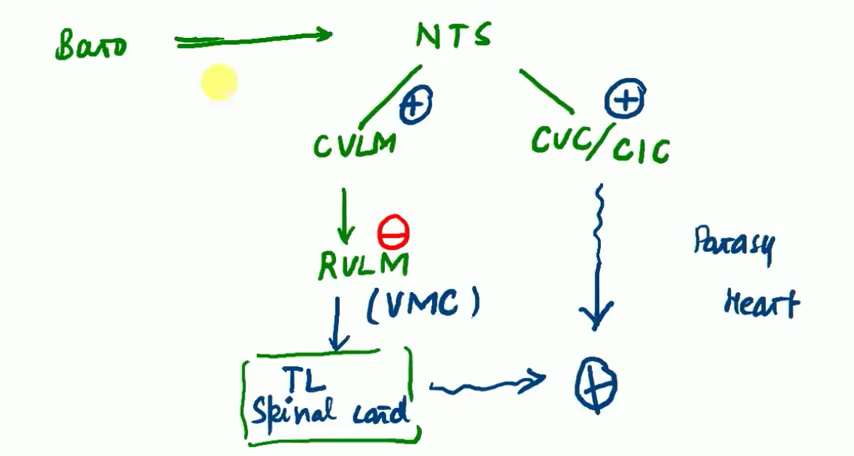 Baro
NTS
+
+
CVLM
CVC/CIC
-
RVLM
(VMC)
Parasy
Heart
TL
Spinal Cord
+